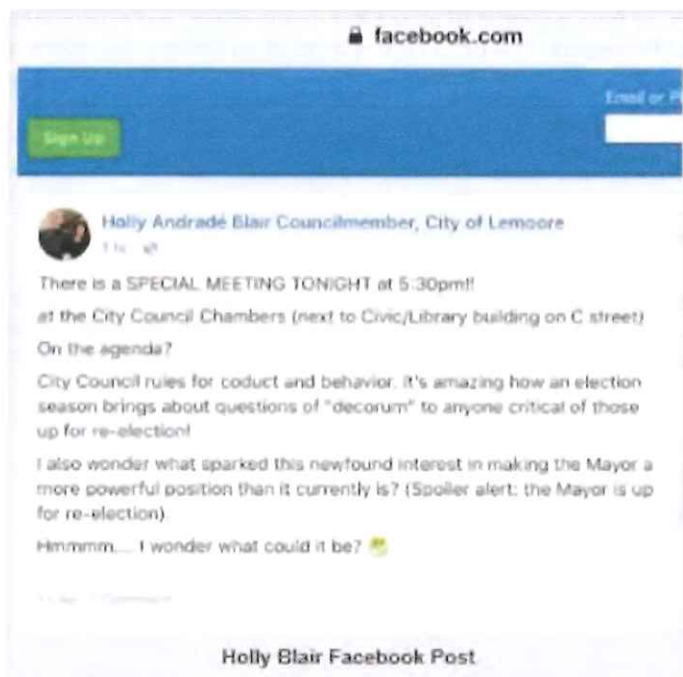 facebook.com
Email or
Sign Up
Holly Andradé Blair Councilmember, City of Lemoore
There is a SPECIAL MEETING TONIGHT at 5:30pm!!
at the City Council Chambers (next to Civic/Library building on C street)
On the agenda?
City Council rules for coduct and behavior. It's amazing how an election
season brings about questions of "decorum" to anyone critical of those
up for re-election!
I also wonder what sparked this newfound interest in making the Mayor a
more powerful position than it currently is? (Spoiler alert: the Mayor is up
for re-election)
Hmmmm.... I wonder what could it be?
Holly Blair Facebook Post